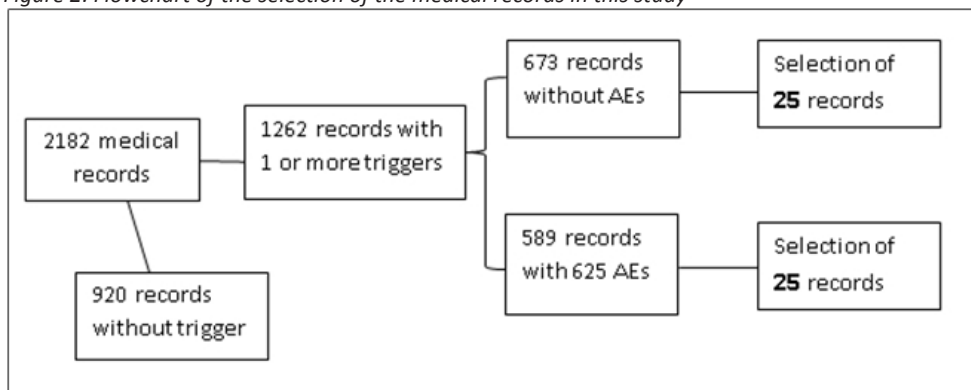 Figure 2. Flowchart of the selection of the medical records in this study
2182 medical
records
920 records
without trigger
1262 records with
1 or more triggers
673 records
without AEs
Selection of
25 records
589 records
with 625 AEs
Selection of
25 records